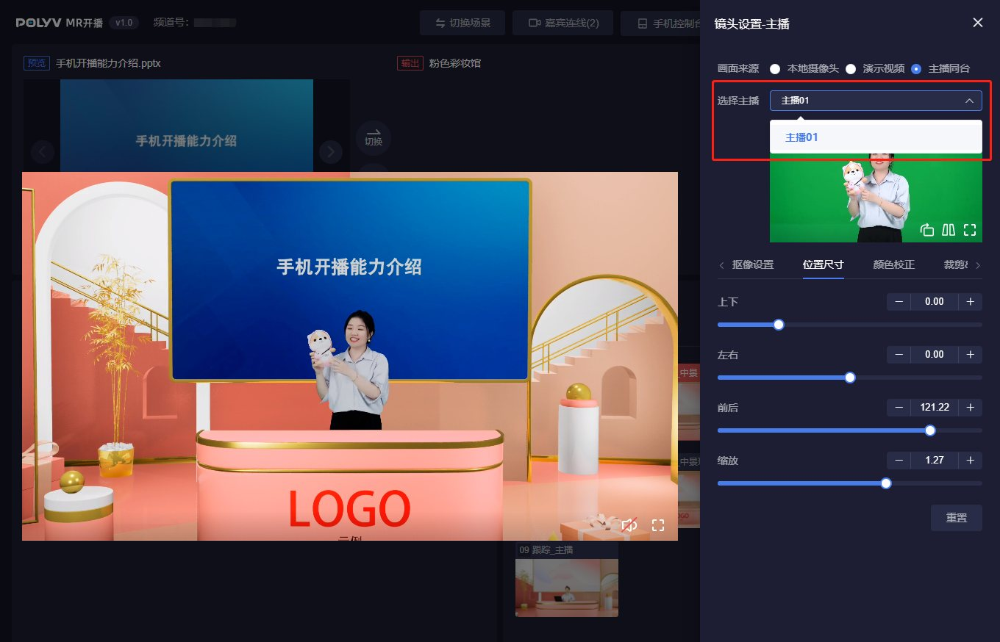 POLYV MR开播 v1.0 频道号：
切换场景
嘉宾连线(2)
手机控制台
镜头设置-主播
预览 手机开播能力介绍.pptx
输出 粉色彩妆馆
画面来源 本地摄像头 演示视频 主播同台
选择主播 主播01
主播01
手机开播能力介绍
切换
手机开播能力介绍
抠像设置 位置尺寸 颜色校正 裁剪&
上下 0.00
左右 0.00
前后 121.22
缩放 1.27
重置
_中景
_中景
LOGO
LOGO
示例
09 跟踪_主播